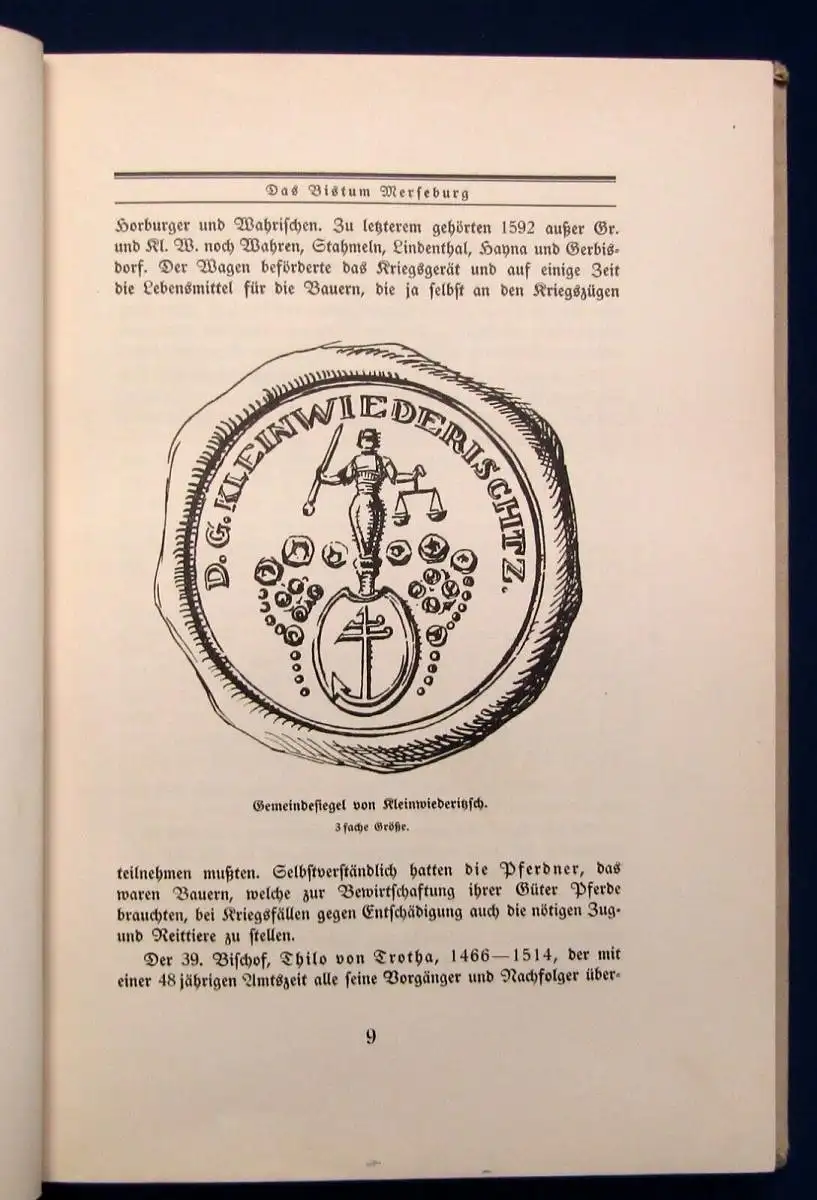 Das Bistum Merseburg
Horburger und Wahrischen. Zu letzterem gehörten 1592 außer Gr.
und Kl. W. noch Wahren, Stahmeln, Lindenthal, Hayna und Gerbis-
dorf. Der Wagen beförderte das Kriegsgerät und auf einige Zeit
die Lebensmittel für die Bauern, die ja selbst an den Kriegszügen
D. G. KLEINWIEDERISCHTZ.
Gemeindesiegel von Kleinwiederitzsch.
3 fache Größe.
teilnehmen mußten. Selbstverständlich hatten die Pferdner, das
waren Bauern, welche zur Bewirtschaftung ihrer Güter Pferde
brauchten, bei Kriegsfällen gegen Entschädigung auch die nötigen Zug-
und Reittiere zu stellen.
Der 39. Bischof, Thilo von Trotha, 1466—1514, der mit
einer 48 jährigen Amtszeit alle seine Vorgänger und Nachfolger über-
9